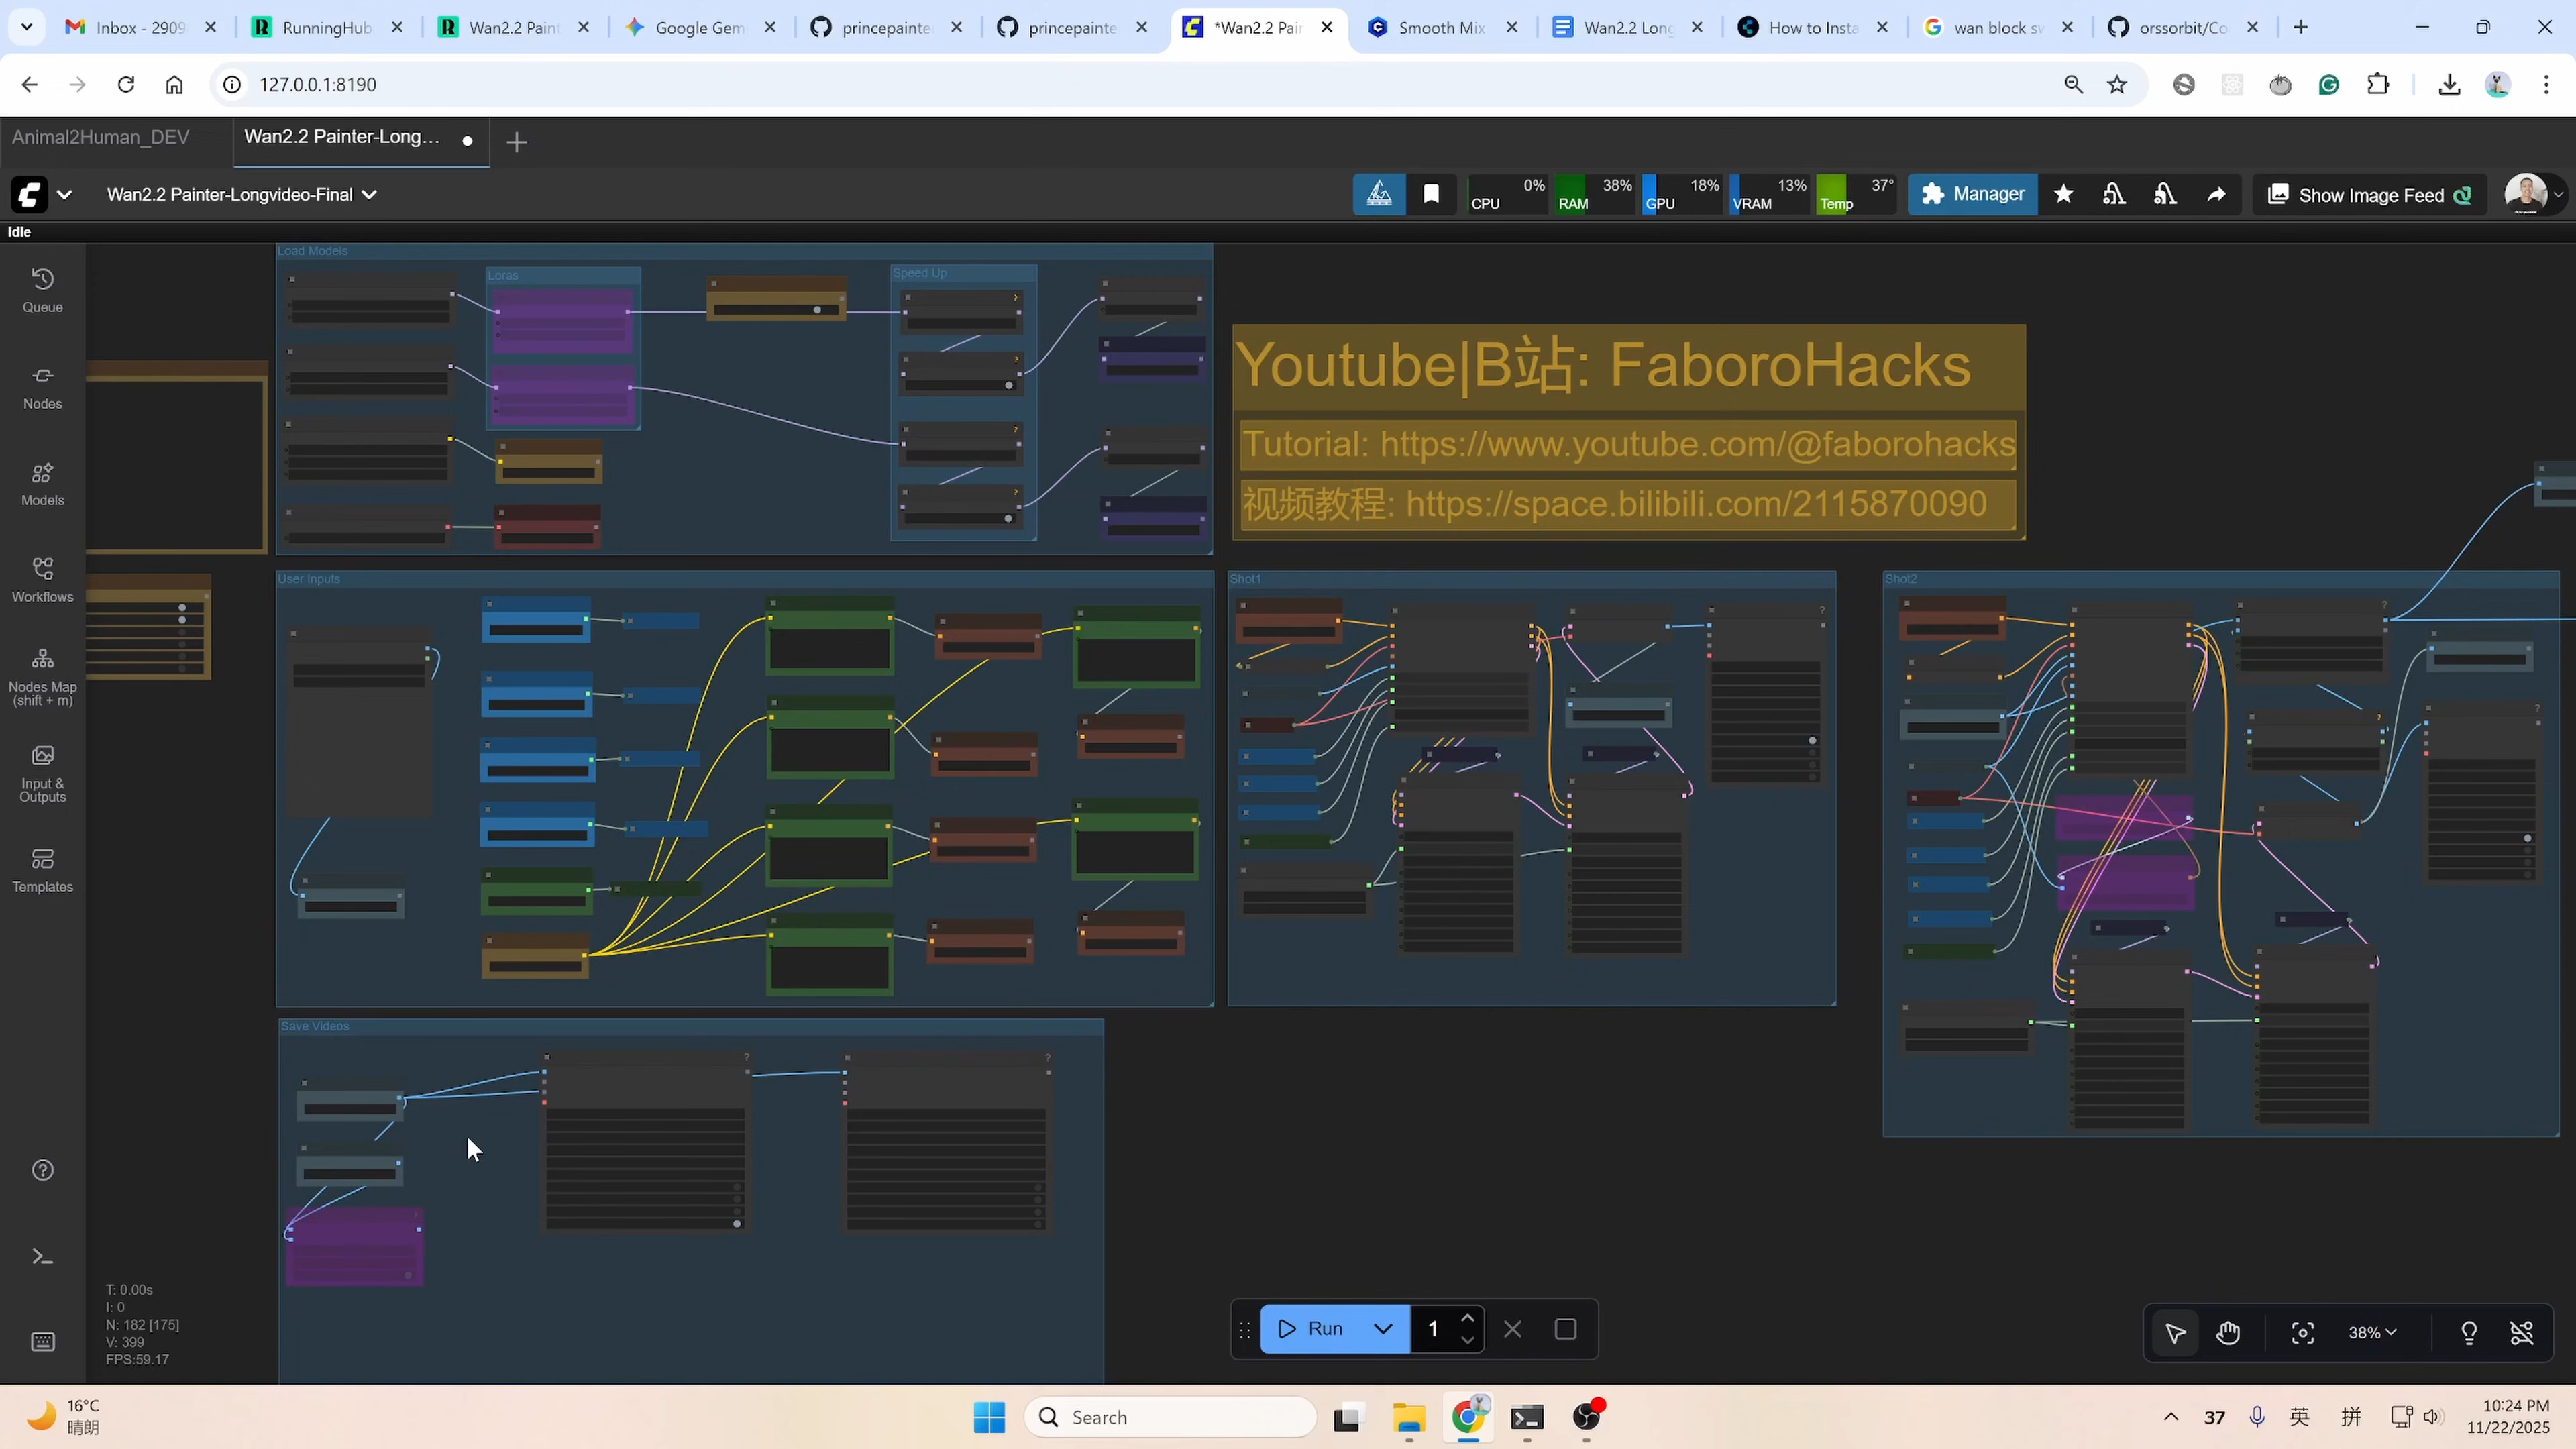 Inbox - 2909
RunningHub
Wan2.2 Paint
Google Gem
princepainte
princepainte
*Wan2.2 Pai
Smooth Mix
Wan2.2 Long
How to Insta
wan block sw
orssorbit/Co
127.0.0.1:8190
Animal2Human_DEV
Wan2.2 Painter-Long...
Wan2.2 Painter-Longvideo-Final
CPU 0%
RAM 38%
GPU 18%
VRAM 13%
Temp 37°
Manager
Show Image Feed
Idle
Queue
Nodes
Models
Workflows
Nodes Map
(shift + m)
Input &
Outputs
Templates
Load Models
Loras
Speed Up
Youtube|B站: FaboroHacks
Tutorial: https://www.youtube.com/@faborohacks
视频教程: https://space.bilibili.com/2115870090
User Inputs
Shot1
Shot2
Save Videos
T: 0.00s
I: 0
N: 182 [175]
V: 399
FPS:59.17
Run
1
38%
16°C
晴朗
Search
37
英
拼
10:24 PM
11/22/2025